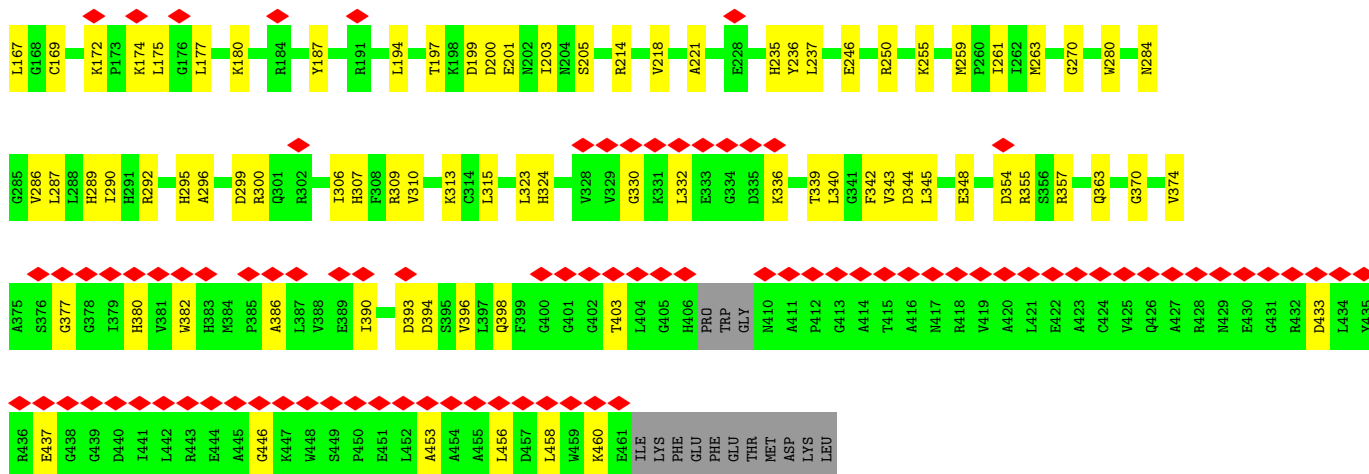 L167 G168 C169 K172 P173 K174 L175 G176 L177 K180 R184 Y187 R191 L194 T197 K198 D199 D200 E201 N202 I203 N204 S205 R214 V218 A221 E228 H235 Y236 L237 E246 R250 K255 M259 P260 I261 I262 M263 G270 W280 N284
G285 V286 L287 L288 H289 I290 H291 R292 H295 A296 D299 R300 Q301 R302 I306 H307 F308 R309 V310 K313 C314 L315 L323 H324 V328 V329 G330 K331 L332 E333 G334 D335 K336 T339 L340 G341 F342 V343 D344 L345 E348 D354 R355 S356 R357 Q363 G370 V374
A375 S376 G377 G378 I379 H380 V381 W382 H383 M384 P385 A386 L387 V388 E389 I390 D393 D394 S395 V396 L397 Q398 F399 G400 G401 G402 T403 L404 G405 H406 PRO TRP GLY N410 A411 P412 G413 A414 T415 A416 N417 R418 V419 A420 L421 E422 A423 C424 V425 Q426 A427 R428 N429 E430 G431 R432 D433 L434 Y435
R436 E437 G438 G439 D440 I441 L442 R443 E444 A445 G446 K447 W448 S449 P450 E451 L452 A453 A454 A455 L456 D457 L458 W459 K460 E461 ILE LYS PHE GLU PHE GLU THR MET ASP LYS LEU